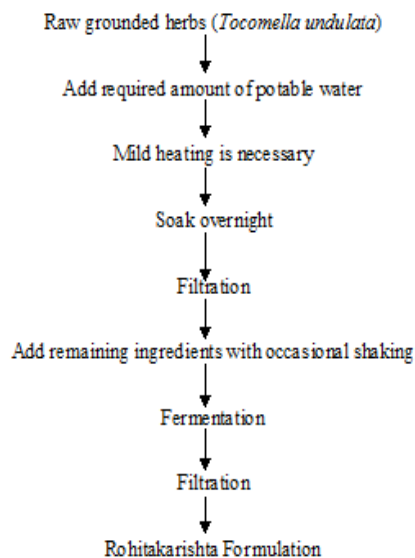 Raw grounded herbs (Tocomella undulata)
Add required amount of potable water
Mild heating is necessary
Soak overnight
Filtration
Add remaining ingredients with occasional shaking
Fermentation
Filtration
Rohitakarishta Formulation